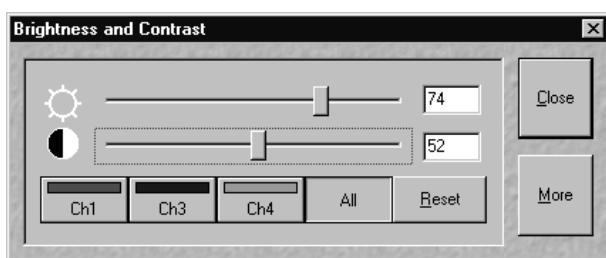 Brightness and Contrast
74
Close
52
Ch1 Ch3 Ch4 All Reset
More